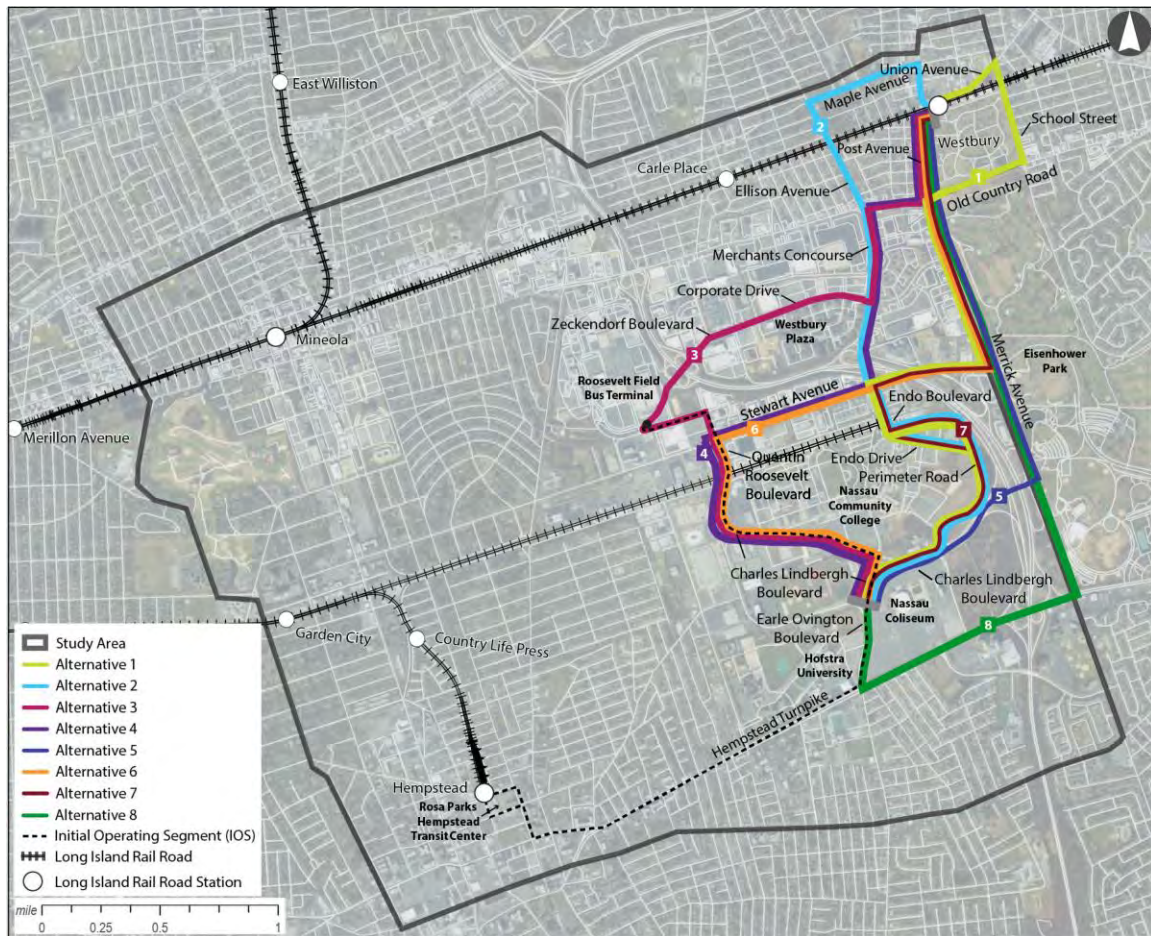 East Williston
Union Avenue
Maple Avenue
2
School Street
Westbury
Post Avenue
Carle Place
Ellison Avenue
1
Old Country Road
Merchants Concourse
Corporate Drive
Zeckendorf Boulevard
Westbury
Plaza
Mineola
3
Merrick Avenue
Eisenhower
Park
Roosevelt Field
Bus Terminal
Stewart Avenue
Endo Boulevard
Merillon Avenue
6
7
4
Quentin
Roosevelt
Boulevard
Endo Drive
Perimeter Road
Nassau
Community
College
5
Charles Lindbergh
Boulevard
Charles Lindbergh
Boulevard
Nassau
Coliseum
Earle Ovington
Boulevard
8
Garden City
Country Life Press
Hofstra
University
Hempstead Turnpike
Hempstead
Rosa Parks
Hempstead
Transit Center
Study Area
Alternative 1
Alternative 2
Alternative 3
Alternative 4
Alternative 5
Alternative 6
Alternative 7
Alternative 8
Initial Operating Segment (IOS)
Long Island Rail Road
Long Island Rail Road Station
mile
0 0.25 0.5 1